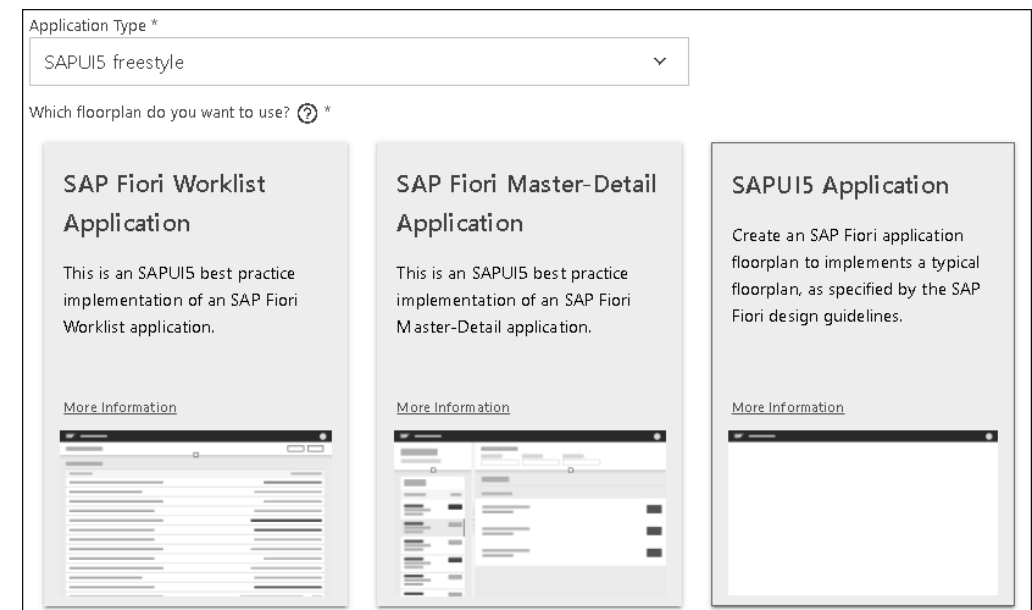 Application Type *
SAPUI5 freestyle
Which floorplan do you want to use? ? *
SAP Fiori Worklist
Application
This is an SAPUI5 best practice
implementation of an SAP Fiori
Worklist application.
More Information
SAP Fiori Master-Detail
Application
This is an SAPUI5 best practice
implementation of an SAP Fiori
Master-Detail application.
More Information
SAPUI5 Application
Create an SAP Fiori application
floorplan to implements a typical
floorplan, as specified by the SAP
Fiori design guidelines.
More Information